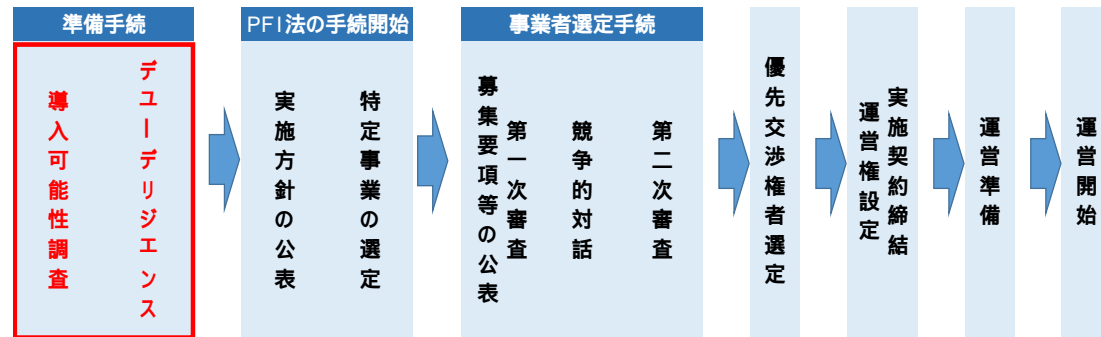 準備手続
導入可能性調査
デューデリジェンス
PFI法の手続開始
実施方針の公表
特定事業の選定
事業者選定手続
募集要項等の公表
第一次審査
競争的対話
第二次審査
優先交渉権者選定
運営権設定
実施契約締結
運営準備
運営開始